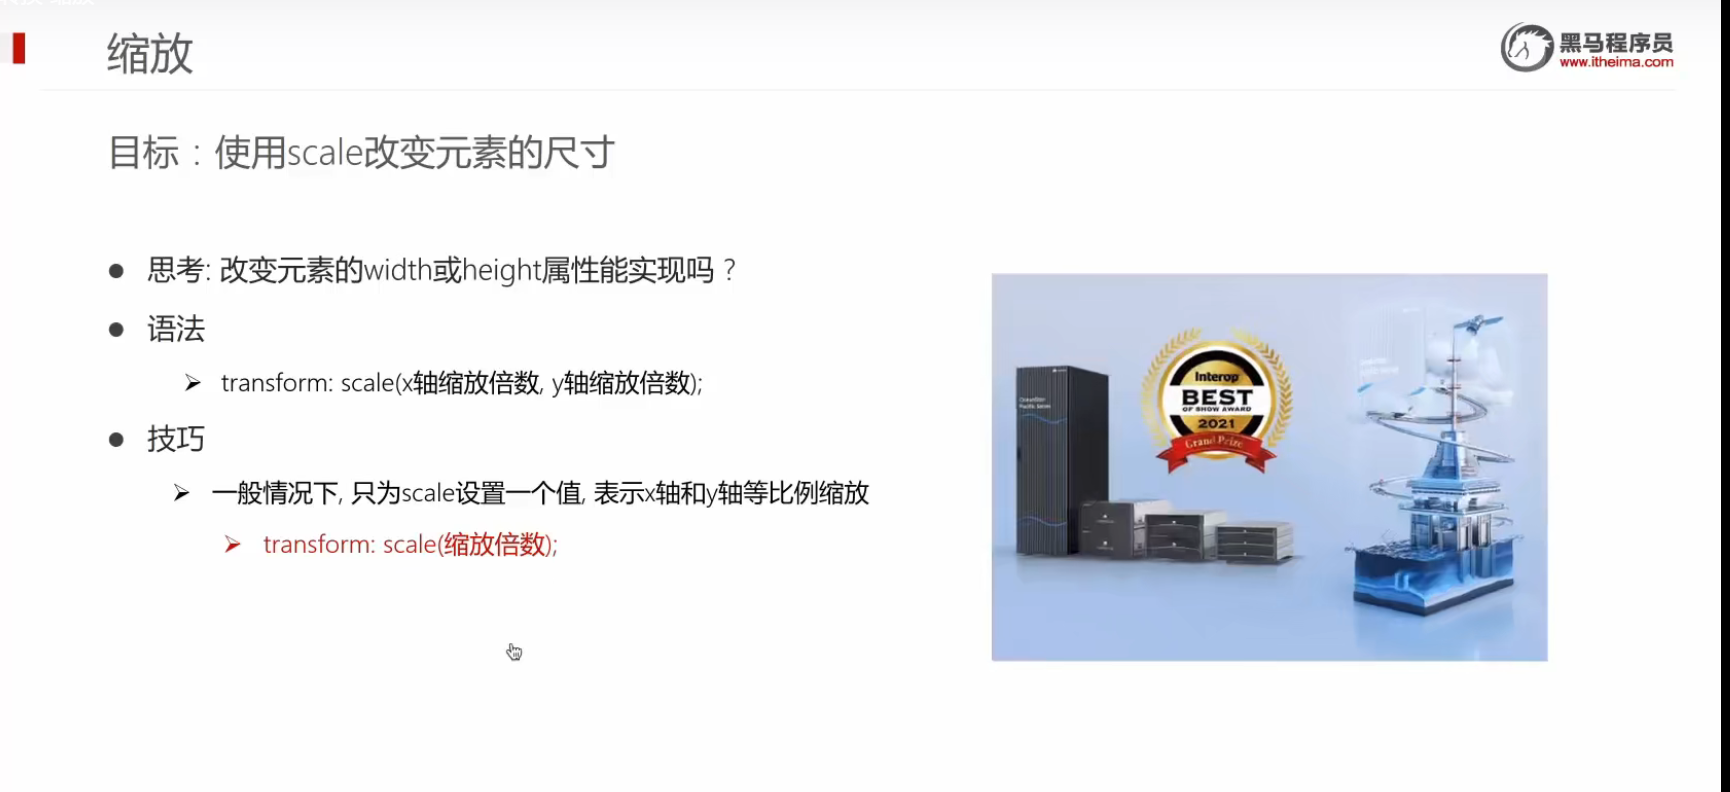 缩放
黑马程序员
www.itheima.com
目标：使用scale改变元素的尺寸
思考: 改变元素的width或height属性能实现吗？
语法
transform: scale(x轴缩放倍数, y轴缩放倍数);
技巧
一般情况下, 只为scale设置一个值, 表示x轴和y轴等比例缩放
transform: scale(缩放倍数);
Interop
BEST
OF SHOW AWARD
2021
Grand Prize